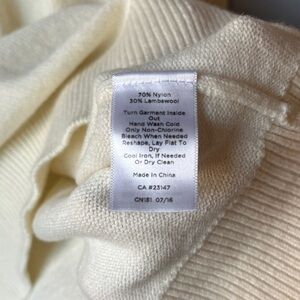 70% Nylon
30% Lambswool
Turn Garment Inside
Out
Hand Wash Cold
Only Non-Chlorine
Bleach When Needed
Reshape, Lay Flat To
Dry
Cool Iron, If Needed
Or Dry Clean
Made In China
CA #23147
CN181 07/16